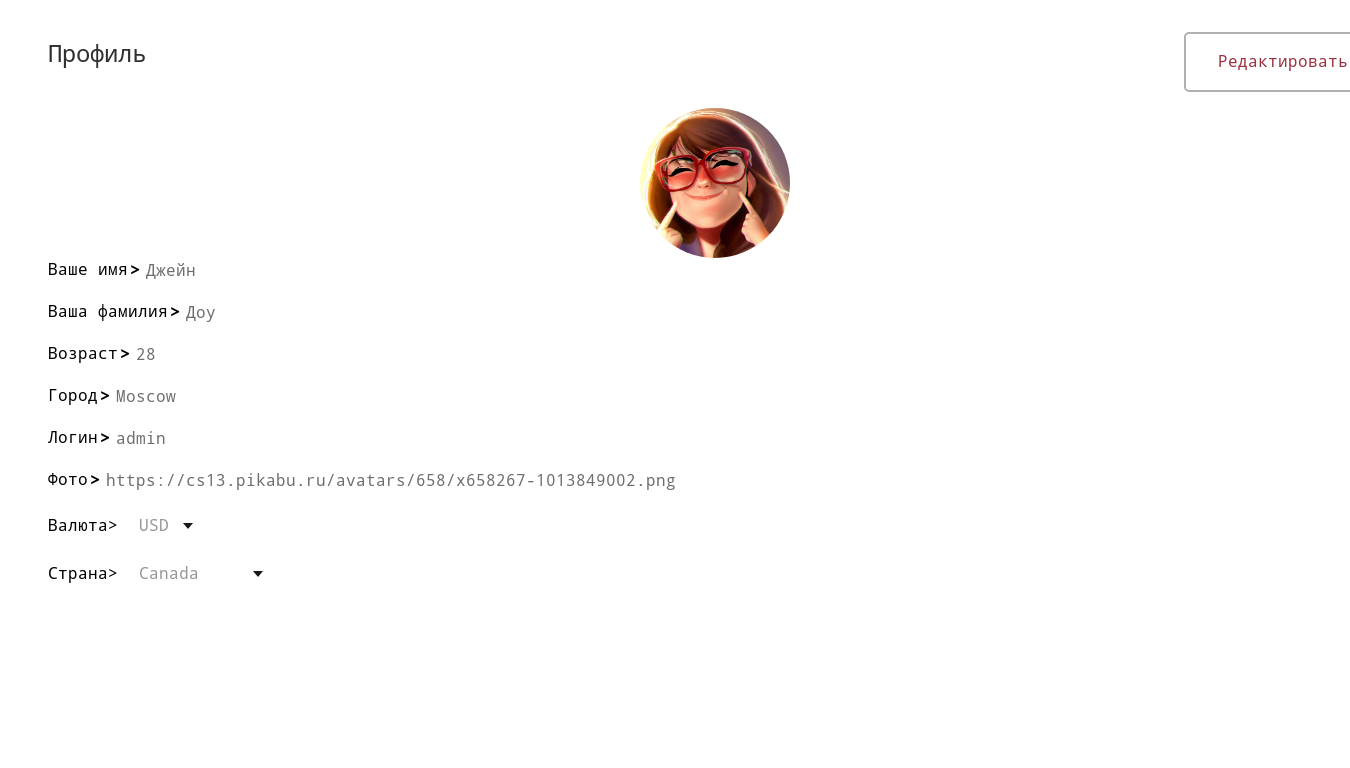 Профиль
Редактировать
Ваше имя> Джейн
Ваша фамилия> Доу
Возраст> 28
Город> Moscow
Логин> admin
Фото> https://cs13.pikabu.ru/avatars/658/x658267-1013849002.png
Валюта> USD
Страна> Canada